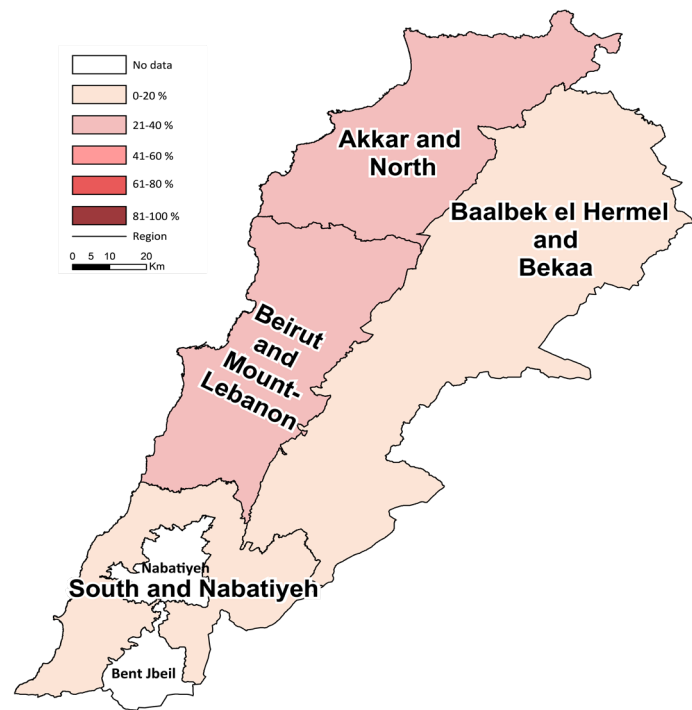 No data
0-20 %
21-40 %
41-60 %
61-80 %
81-100 %
Region
0 5 10 20
Km
Akkar and
North
Baalbek el Hermel
and
Bekaa
Beirut
and
Mount-
Lebanon
Nabatiyeh
South and Nabatiyeh
Bent Jbeil